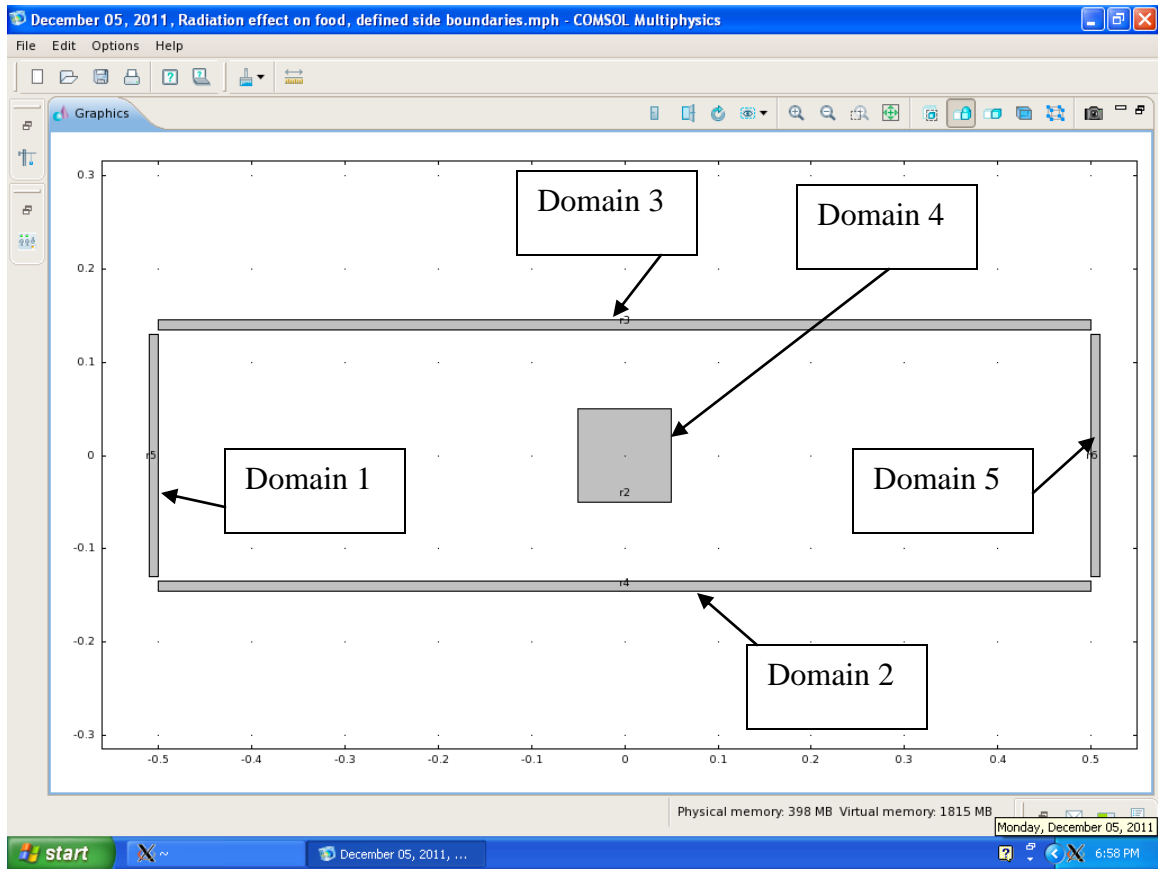 December 05, 2011, Radiation effect on food, defined side boundaries.mph - COMSOL Multiphysics
File Edit Options Help
Graphics
0.3
0.2
0.1
0
-0.1
-0.2
-0.3
Domain 3
Domain 4
r3
r5
Domain 1
r2
Domain 5
r6
r4
Domain 2
-0.5 -0.4 -0.3 -0.2 -0.1 0 0.1 0.2 0.3 0.4 0.5
Physical memory: 398 MB Virtual memory: 1815 MB
Monday, December 05, 2011
start
X ~
December 05, 2011, ...
6:58 PM